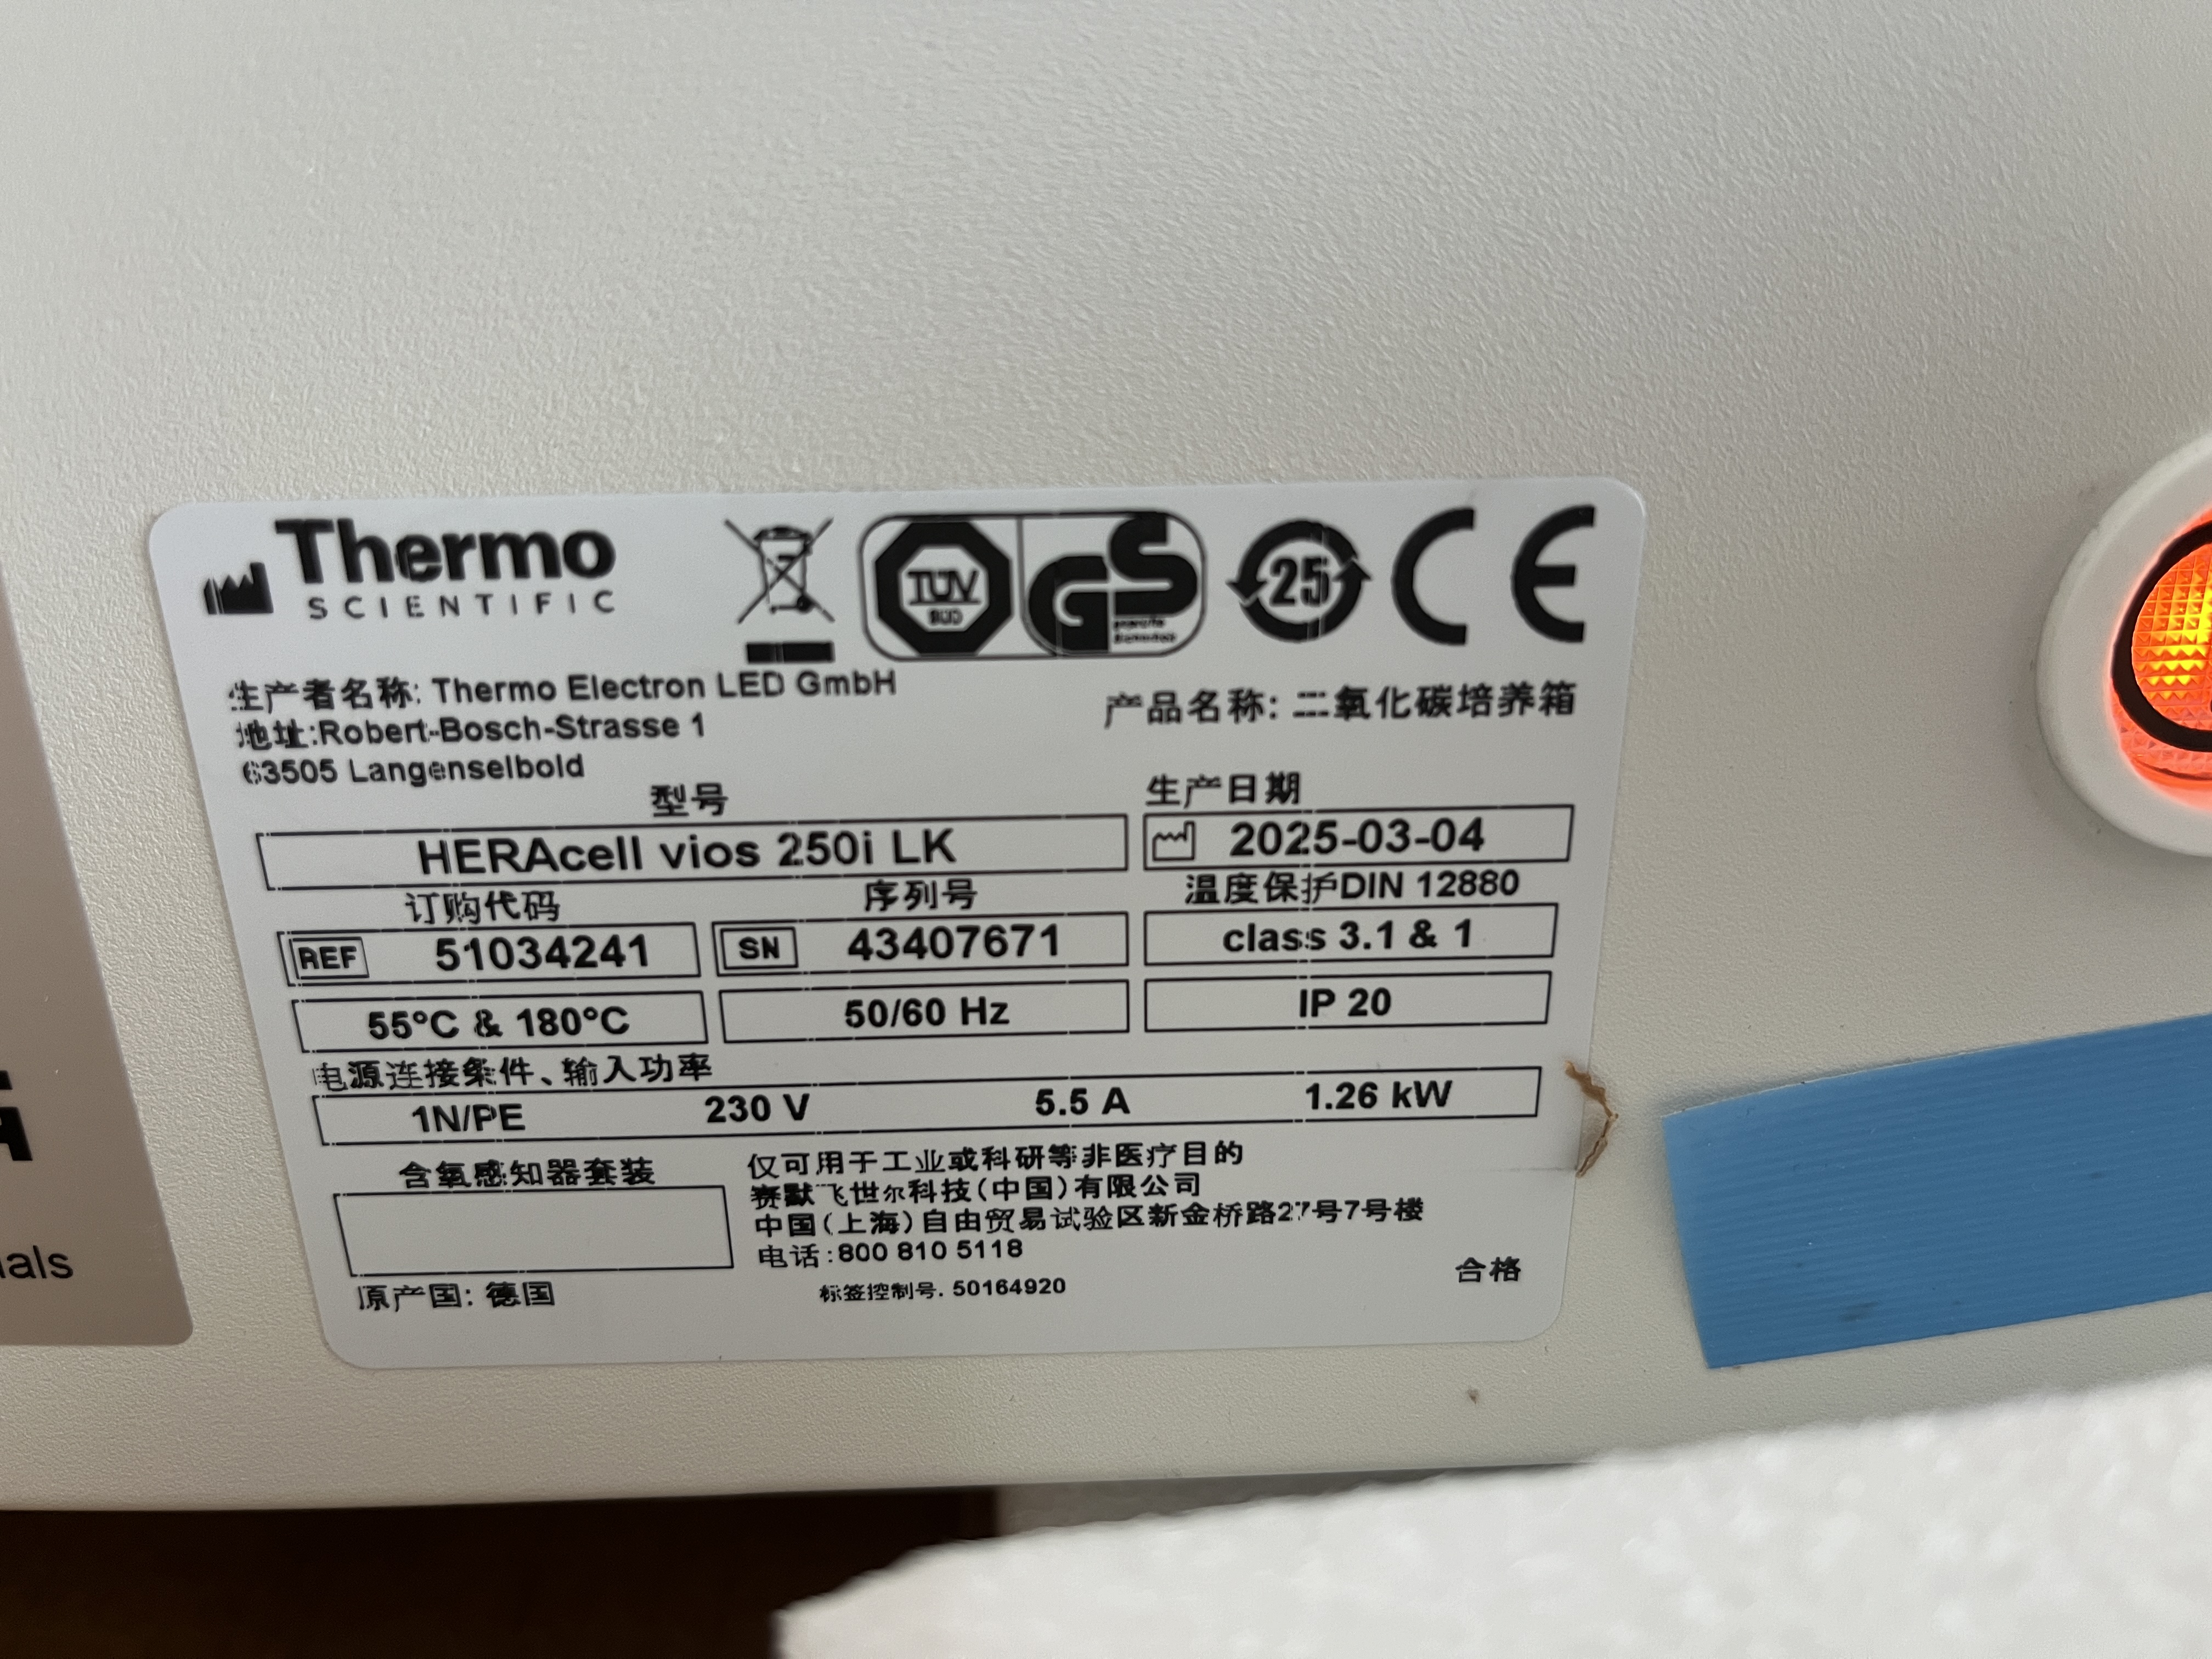 Thermo
SCIENTIFIC
TÜV
SÜD
GS
25
CE
生产者名称: Thermo Electron LED GmbH
地址:Robert-Bosch-Strasse 1
63505 Langenselbold
产品名称: 二氧化碳培养箱
型号
HERAcell vios 250i LK
生产日期
2025-03-04
订购代码
REF 51034241
序列号
SN 43407671
温度保护DIN 12880
class 3.1 & 1
55°C & 180°C
50/60 Hz
IP 20
电源连接条件、输入功率
1N/PE 230 V 5.5 A 1.26 kW
含氧感知器套装
仅可用于工业或科研等非医疗目的
赛默飞世尔科技(中国)有限公司
中国(上海)自由贸易试验区新金桥路27号7号楼
电话:800 810 5118
原产国: 德国
标签控制号. 50164920
合格